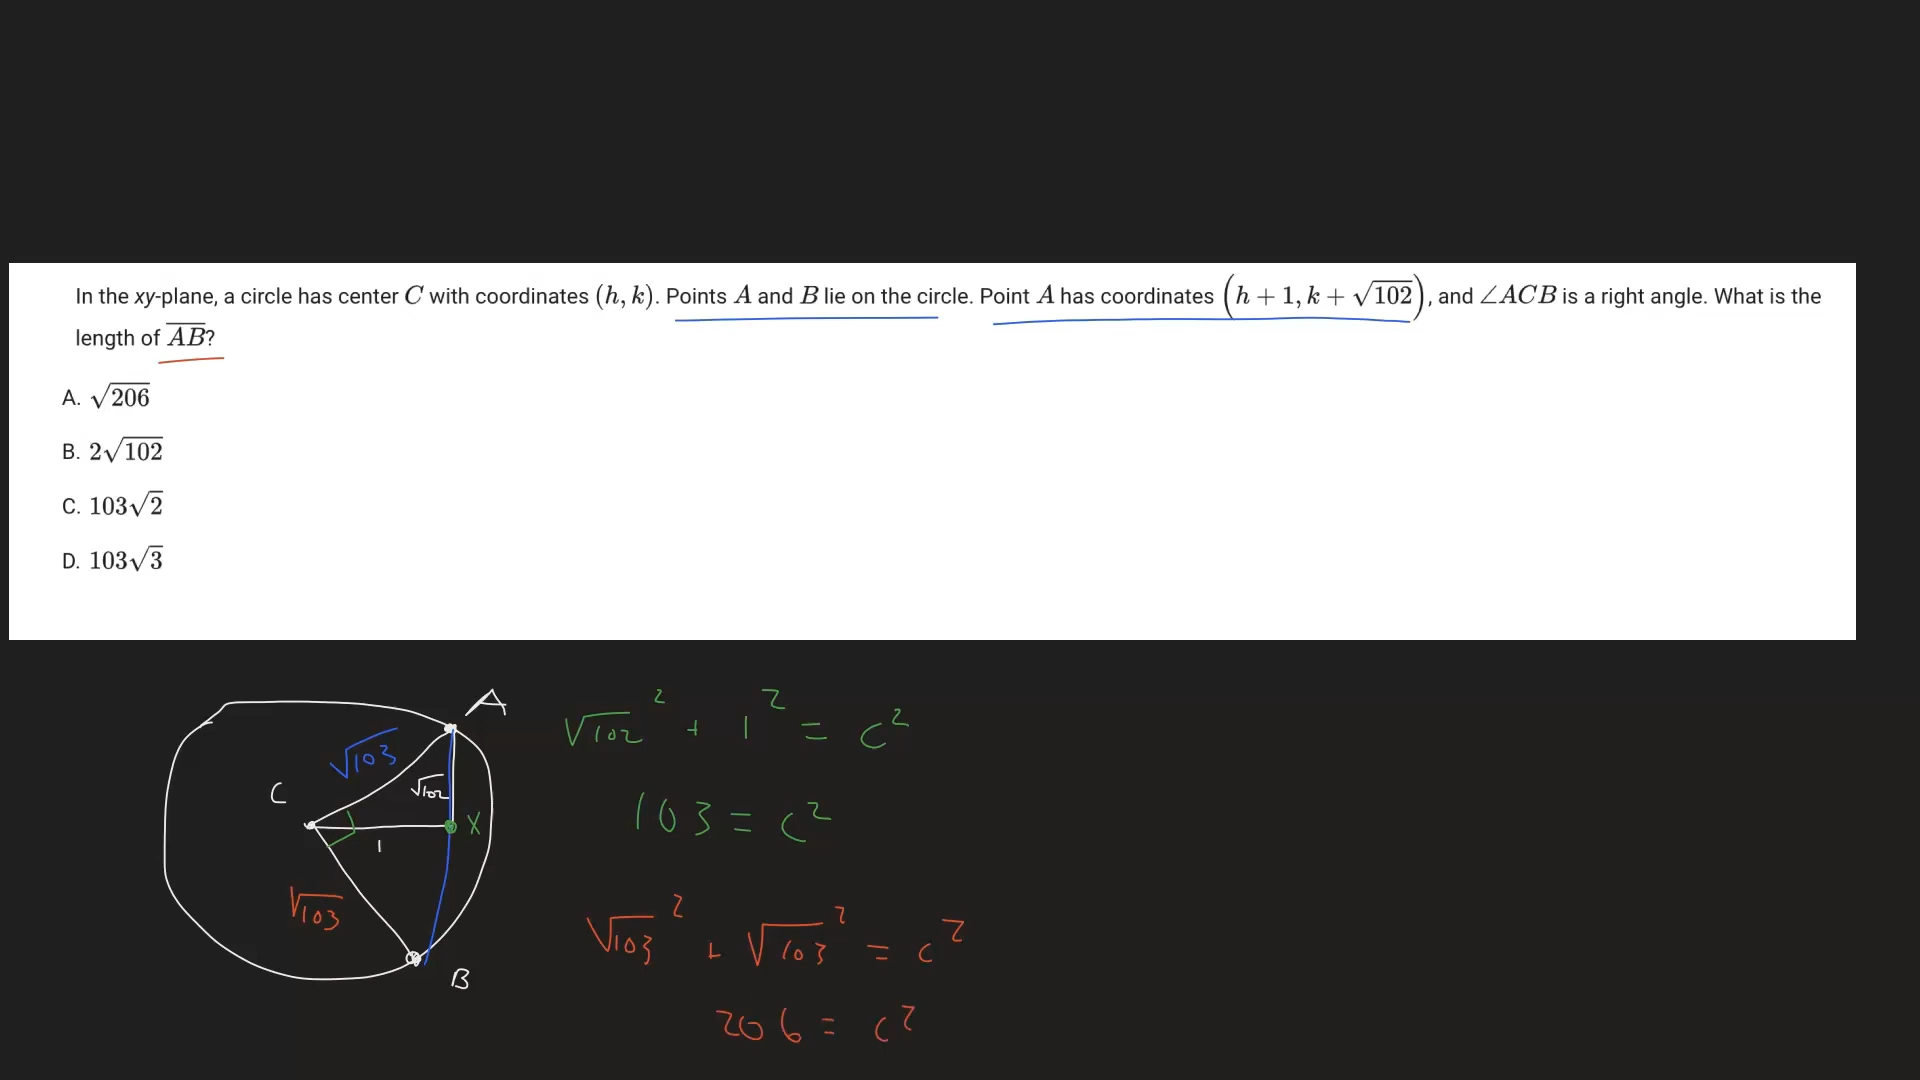 In the xy-plane, a circle has center C with coordinates (h, k). Points A and B lie on the circle. Point A has coordinates (h + 1, k + √102), and ∠ACB is a right angle. What is the
length of AB?
A. √206
B. 2√102
C. 103√2
D. 103√3
A
√102² + 1² = c²
√103
√102
C
X
1
103 = c²
√103
√103² + √103² = c²
B
206 = c²